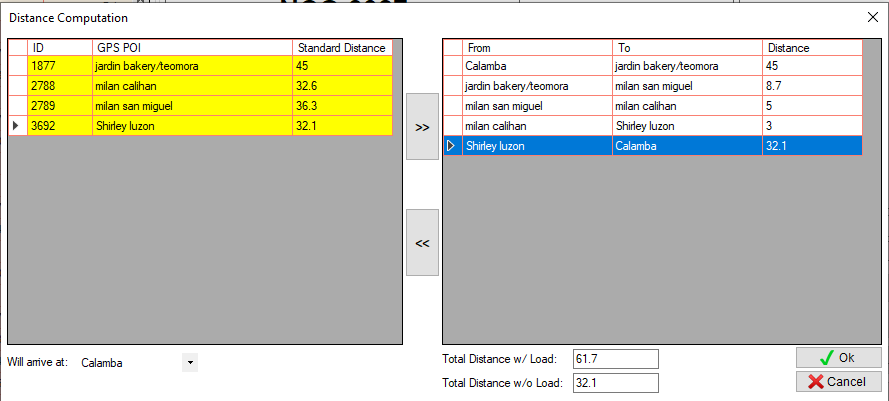 Distance Computation
ID GPS POI Standard Distance
1877 jardin bakery/teomora 45
2788 milan calihan 32.6
2789 milan san miguel 36.3
3692 Shirley luzon 32.1
>>
<<
From To Distance
Calamba jardin bakery/teomora 45
jardin bakery/teomora milan san miguel 8.7
milan san miguel milan calihan 5
milan calihan Shirley luzon 3
Shirley luzon Calamba 32.1
Will arrive at: Calamba
Total Distance w/ Load: 61.7
Total Distance w/o Load: 32.1
Ok
Cancel